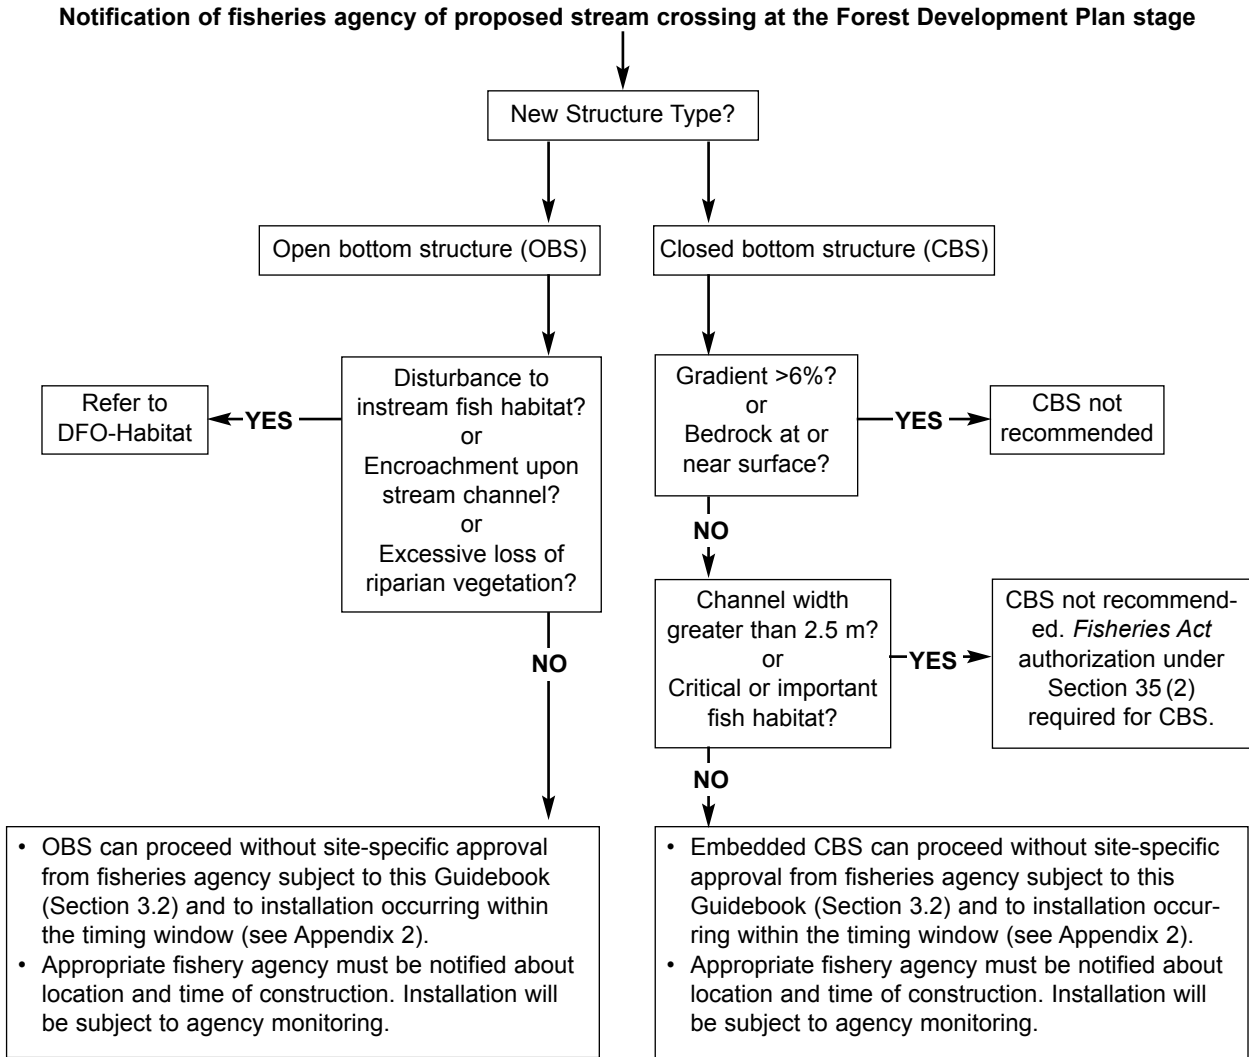 Notification of fisheries agency of proposed stream crossing at the Forest Development Plan stage
New Structure Type?
Open bottom structure (OBS)
Closed bottom structure (CBS)
Disturbance to
instream fish habitat?
or
Encroachment upon
stream channel?
or
Excessive loss of
riparian vegetation?
YES
Refer to
DFO-Habitat
Gradient >6%?
or
Bedrock at or
near surface?
YES
CBS not
recommended
NO
Channel width
greater than 2.5 m?
or
Critical or important
fish habitat?
YES
CBS not recommend-
ed. Fisheries Act
authorization under
Section 35 (2)
required for CBS.
NO
NO
• OBS can proceed without site-specific approval
from fisheries agency subject to this Guidebook
(Section 3.2) and to installation occurring within
the timing window (see Appendix 2).
• Appropriate fishery agency must be notified about
location and time of construction. Installation will
be subject to agency monitoring.
• Embedded CBS can proceed without site-specific
approval from fisheries agency subject to this
Guidebook (Section 3.2) and to installation occur-
ring within the timing window (see Appendix 2).
• Appropriate fishery agency must be notified about
location and time of construction. Installation will
be subject to agency monitoring.